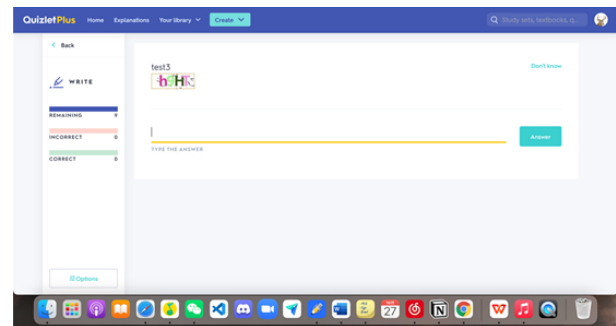 QuizletPlus Home Explanations Your library Create Study sets, textbooks, q...
Back
WRITE
REMAINING 9
INCORRECT 0
CORRECT 0
Options
test3
Don't know
Answer
TYPE THE ANSWER
27